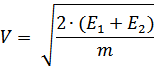 V = √(2·(E₁ + E₂)/m)